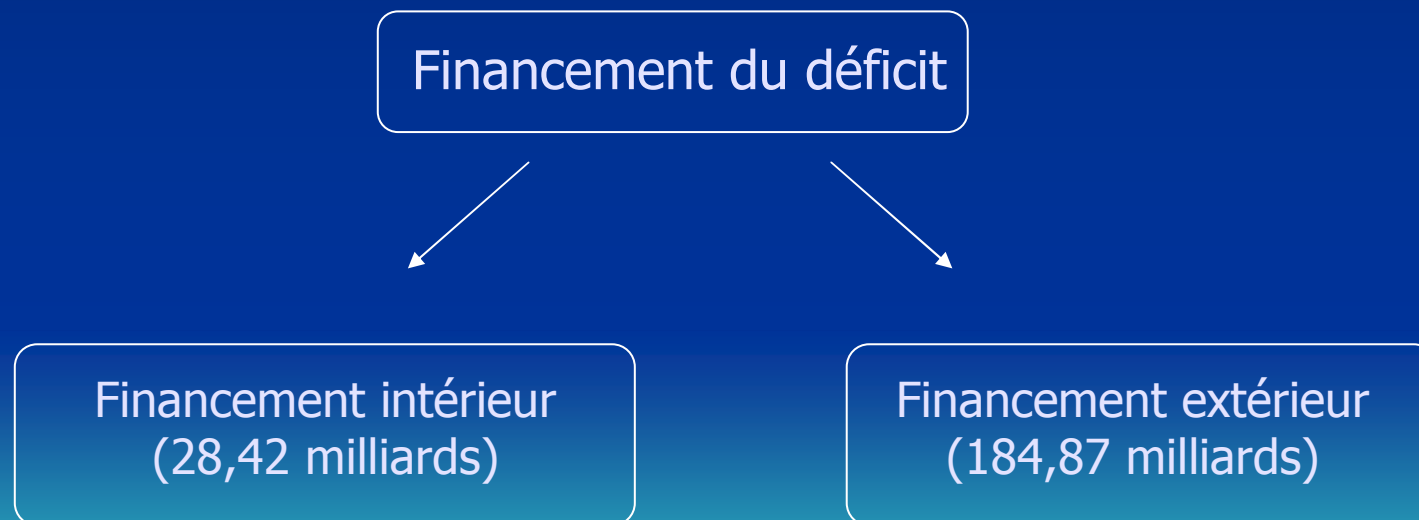 Financement du déficit
Financement intérieur
(28,42 milliards)
Financement extérieur
(184,87 milliards)